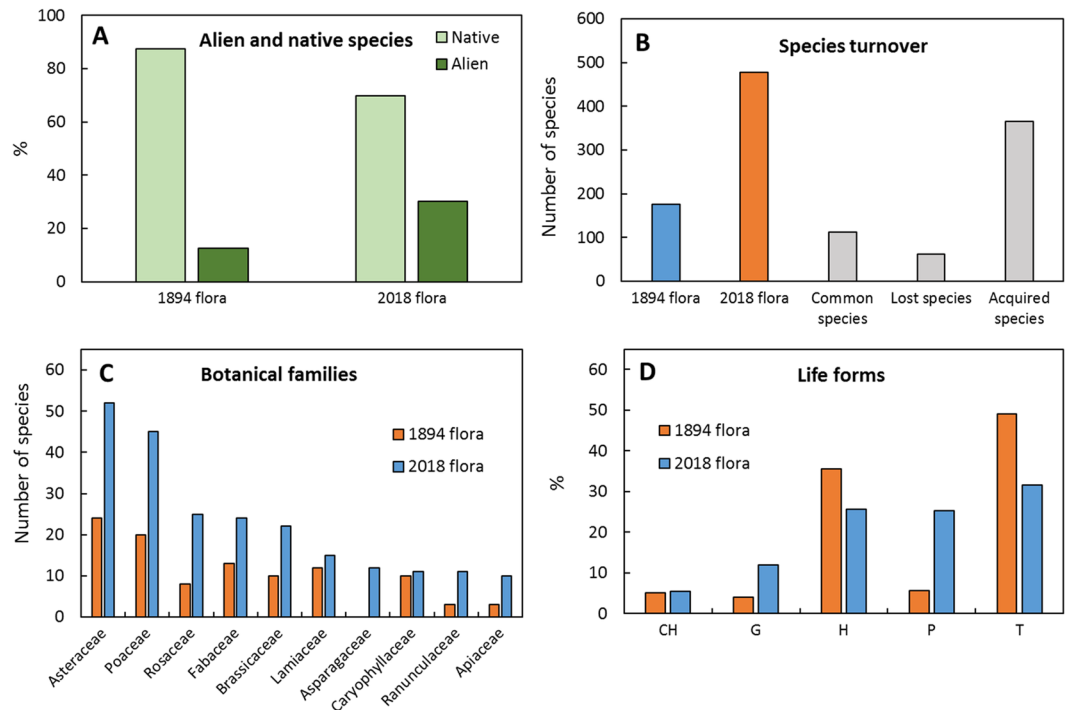 A
Alien and native species
Native
Alien
%
100
80
60
40
20
0
1894 flora
2018 flora
B
Species turnover
Number of species
600
500
400
300
200
100
0
1894 flora
2018 flora
Common
species
Lost species
Acquired
species
C
Botanical families
1894 flora
2018 flora
Number of species
60
50
40
30
20
10
0
Asteraceae
Poaceae
Rosaceae
Fabaceae
Brassicaceae
Lamiaceae
Asparagaceae
Caryophyllaceae
Ranunculaceae
Apiaceae
D
Life forms
1894 flora
2018 flora
%
60
50
40
30
20
10
0
CH
G
H
P
T